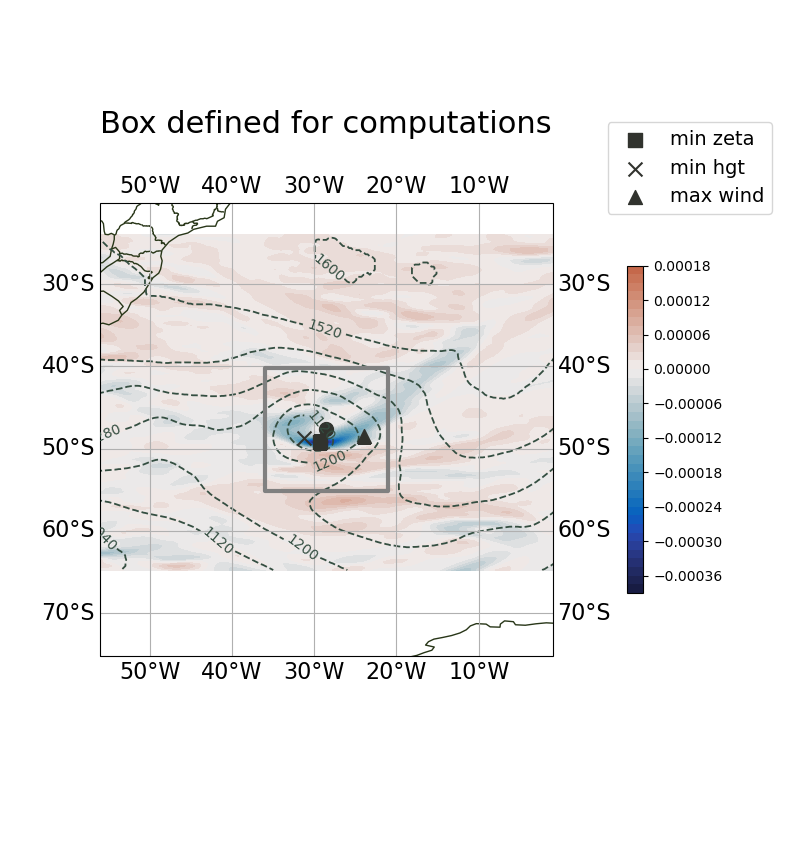 Box defined for computations
min zeta
min hgt
max wind
50°W 40°W 30°W 20°W 10°W
1600
30°S 30°S
1520
40°S 40°S
80
50°S 50°S
1200
60°S 60°S
1120
1200
70°S 70°S
50°W 40°W 30°W 20°W 10°W
0.00018
0.00012
0.00006
0.00000
−0.00006
−0.00012
−0.00018
−0.00024
−0.00030
−0.00036